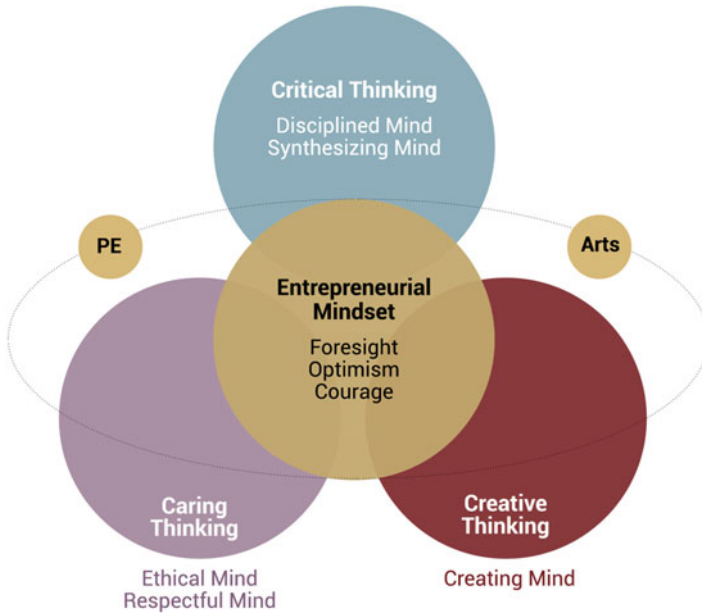 Critical Thinking
Disciplined Mind
Synthesizing Mind
PE
Arts
Entrepreneurial
Mindset
Foresight
Optimism
Courage
Caring
Thinking
Ethical Mind
Respectful Mind
Creative
Thinking
Creating Mind